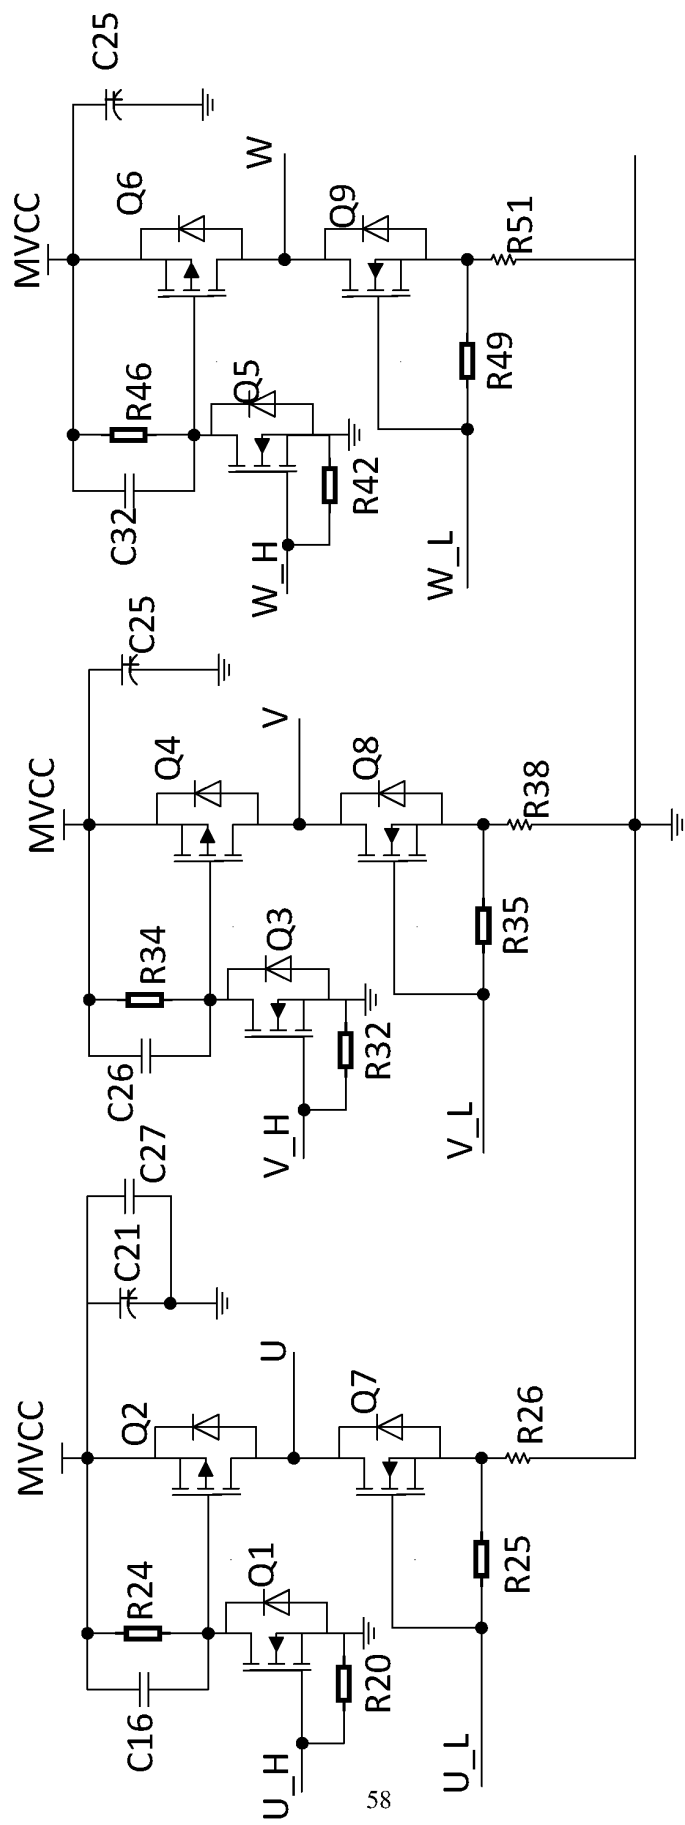 MVCC
C16
R24
Q2
C21
C27
Q1
U
U_H
R20
Q7
U_L
R25
R26
MVCC
C26
R34
Q4
C25
Q3
V
V_H
R32
Q8
V_L
R35
R38
MVCC
C32
R46
Q6
C25
Q5
W
W_H
R42
Q9
W_L
R49
R51
58